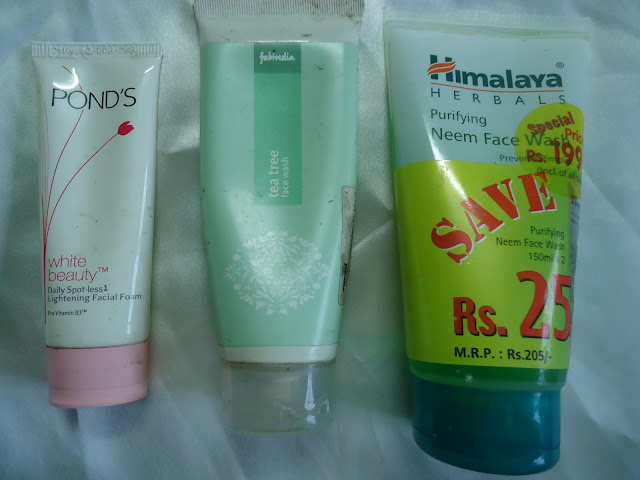 POND'S
white
beauty™
Daily Spot-less1
Lightening Facial Foam
Pro Vitamin B3™
fabindia
tea tree
face wash
Himalaya®
HERBALS
Purifying
Neem Face Wash
Special
Price
Rs. 199
(Incl. of all
SAVE
Purifying
Neem Face Wash
150ml x 2
Rs. 25
M.R.P. : Rs.205/-